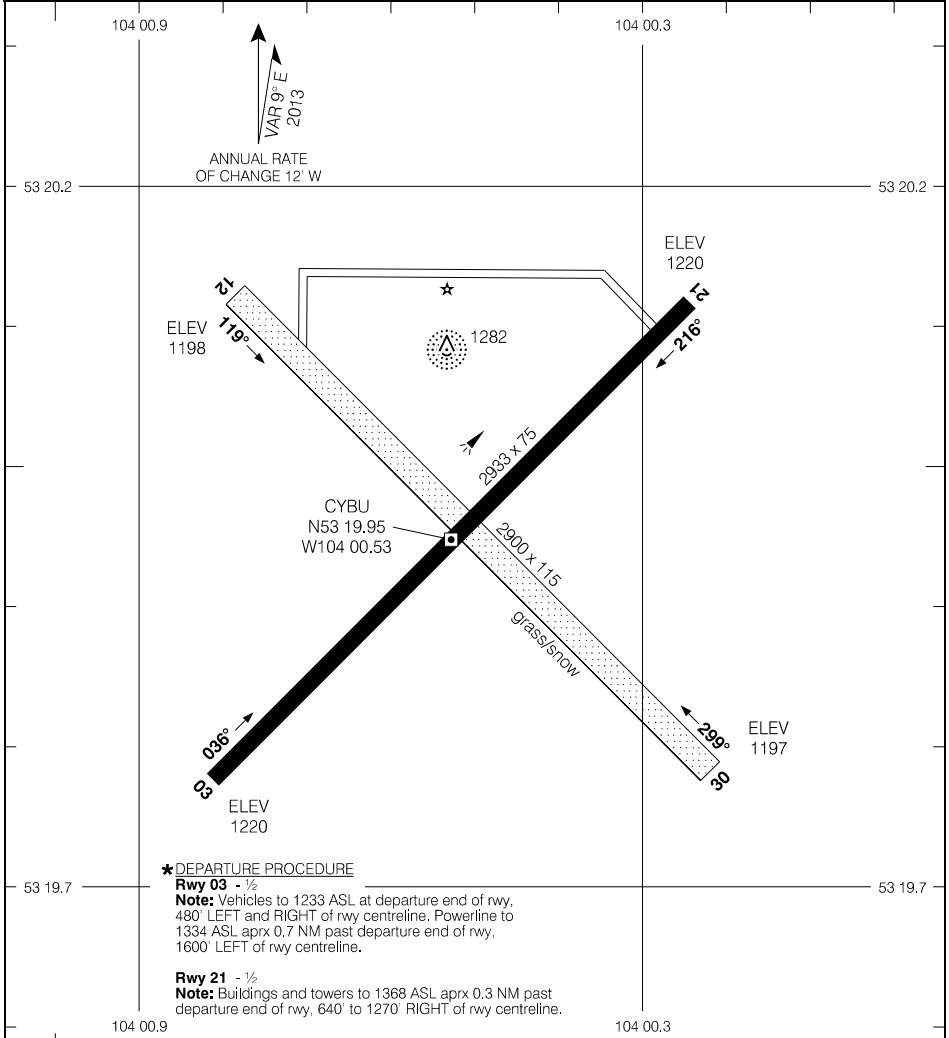 104 00.9
104 00.3
VAR 9° E
2013
ANNUAL RATE
OF CHANGE 12' W
53 20.2
53 20.2
ELEV
1220
12
21
ELEV
1198
119°
1282
216°
2933 x 75
CYBU
N53 19.95
W104 00.53
2900 x 115
grass/snow
036°
299°
ELEV
1197
03
30
ELEV
1220
*DEPARTURE PROCEDURE
53 19.7
53 19.7
Rwy 03 - ½
Note: Vehicles to 1233 ASL at departure end of rwy,
480' LEFT and RIGHT of rwy centreline. Powerline to
1334 ASL aprx 0.7 NM past departure end of rwy,
1600' LEFT of rwy centreline.
Rwy 21 - ½
Note: Buildings and towers to 1368 ASL aprx 0.3 NM past
departure end of rwy, 640' to 1270' RIGHT of rwy centreline.
104 00.9
104 00.3